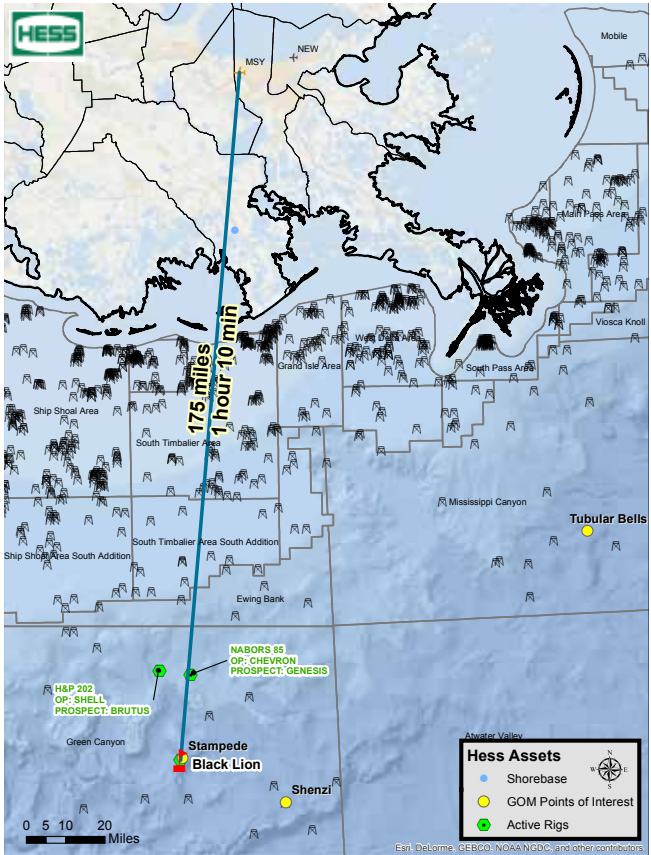 HESS
Mobile
NEW
MSY
Main Pass Area
Viosca Knoll
West Delta Area
South Pass Area
Grand Isle Area
175 miles
1 hour 10 min
Ship Shoal Area
South Timbalier Area
Mississippi Canyon
Tubular Bells
Ship Shoal Area South Addition
South Timbalier Area South Addition
Ewing Bank
NABORS 85
OP: CHEVRON
PROSPECT: GENESIS
H&P 202
OP: SHELL
PROSPECT: BRUTUS
Green Canyon
Stampede
Black Lion
Atwater Valley
Shenzi
Hess Assets
N
W
E
S
Shorebase
GOM Points of Interest
Active Rigs
0 5 10 20
Miles
Esri, DeLorme, GEBCO, NOAA NGDC, and other contributors